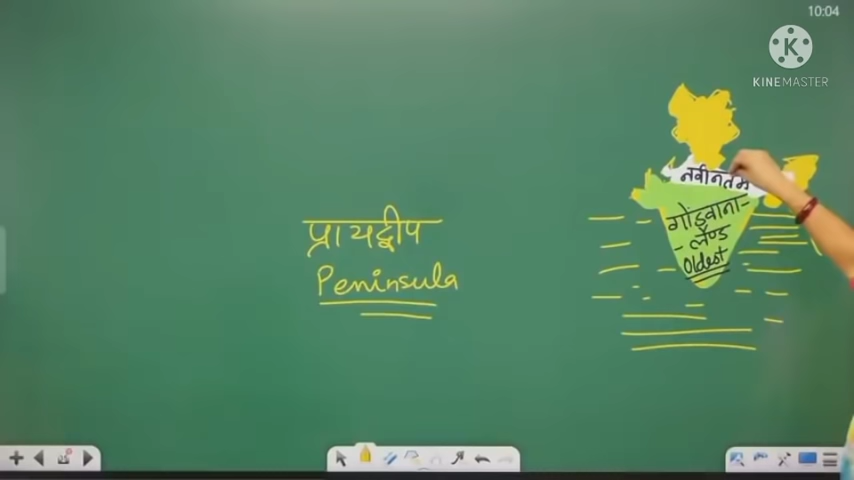 10:04
KINEMASTER
नवीनतम
गोंडवाना-
- लैण्ड
Oldest
प्रायद्वीप
Peninsula